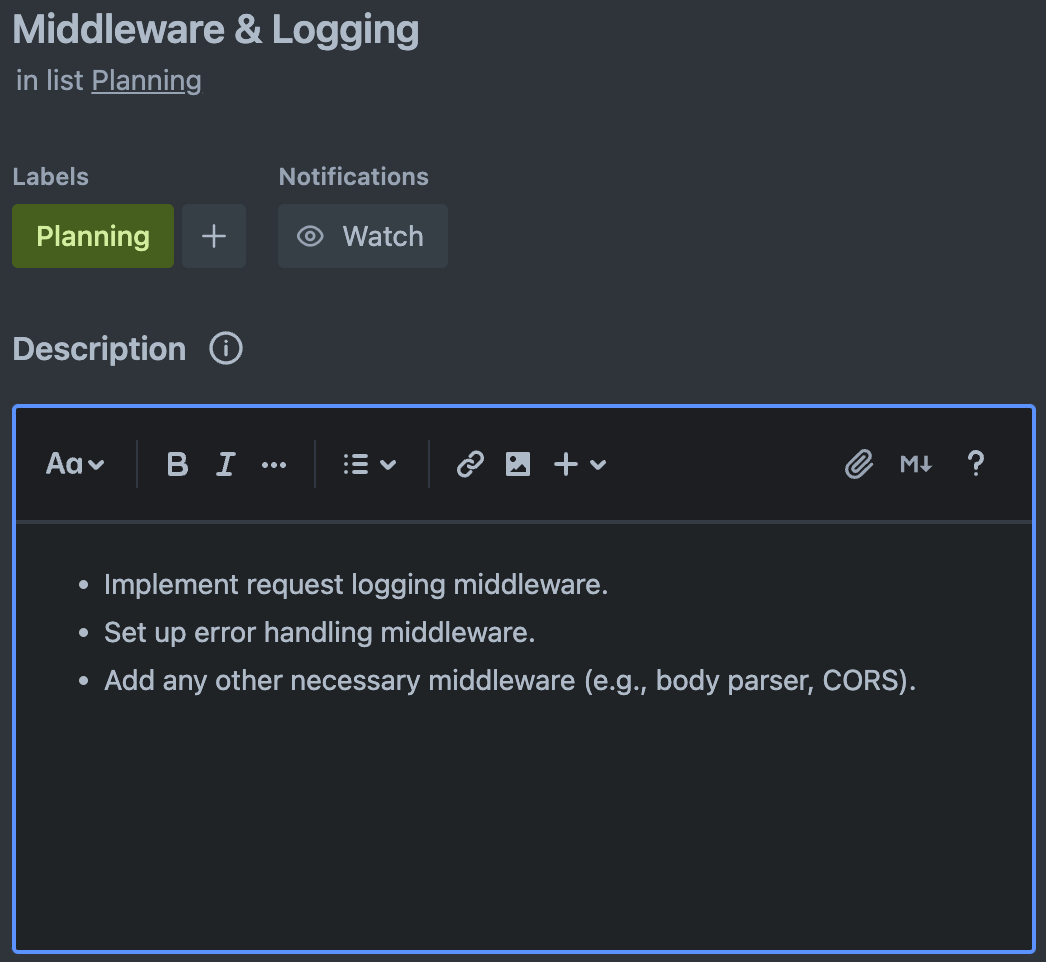 Middleware & Logging
in list Planning
Labels
Notifications
Planning
Watch
Description
Aa
B I
M
?
Implement request logging middleware.
Set up error handling middleware.
Add any other necessary middleware (e.g., body parser, CORS).